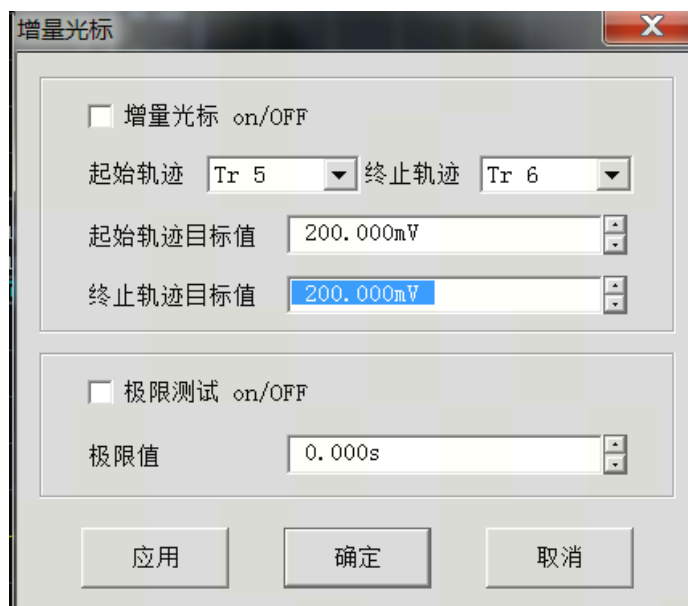 增量光标
增量光标 on/OFF
起始轨迹 Tr 5 终止轨迹 Tr 6
起始轨迹目标值 200.000mV
终止轨迹目标值 200.000mV
极限测试 on/OFF
极限值 0.000s
应用 确定 取消